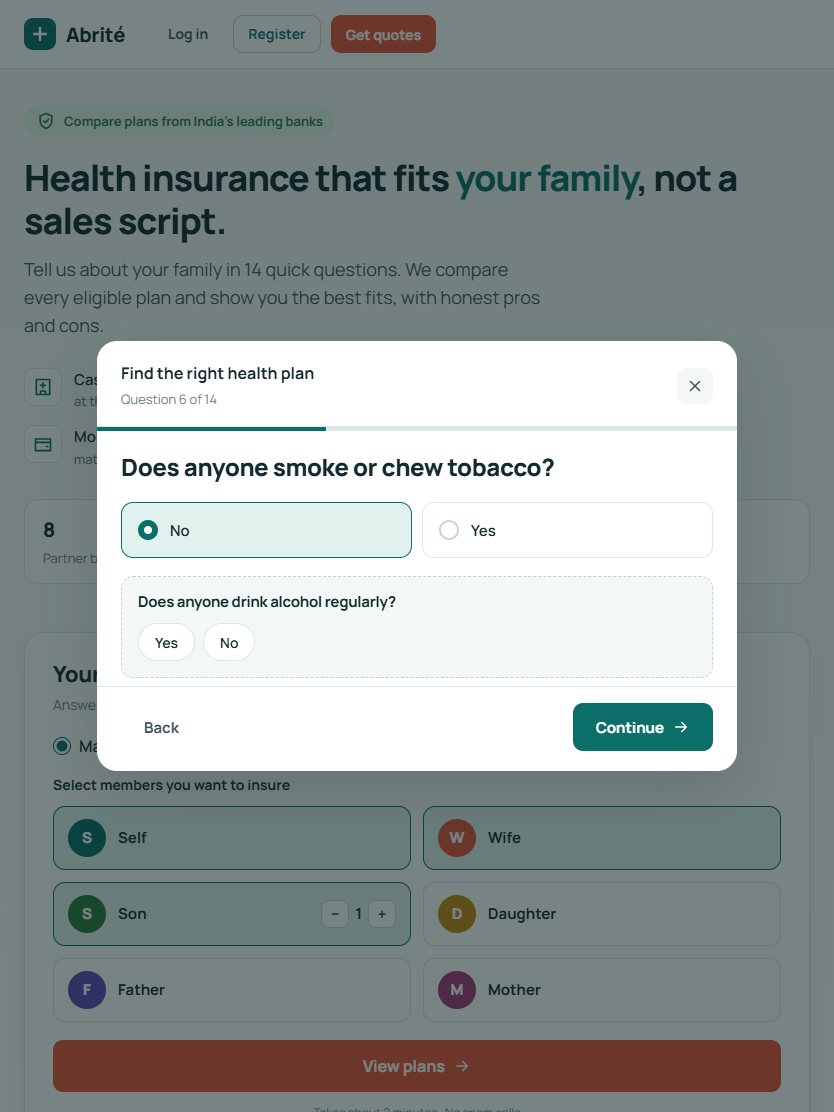 Abrité
Log in
Register
Get quotes
Compare plans from India's leading banks
Health insurance that fits your family, not a
sales script.
Tell us about your family in 14 quick questions. We compare
every eligible plan and show you the best fits, with honest pros
and cons.
Find the right health plan
Question 6 of 14
Does anyone smoke or chew tobacco?
No
Yes
Does anyone drink alcohol regularly?
Yes
No
Back
Continue
8
Partner
Your
Select members you want to insure
S
Self
W
Wife
S
Son
− 1 +
D
Daughter
F
Father
M
Mother
View plans